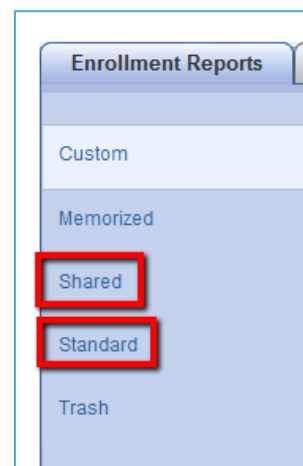 Enrollment Reports
Custom
Memorized
Shared
Standard
Trash